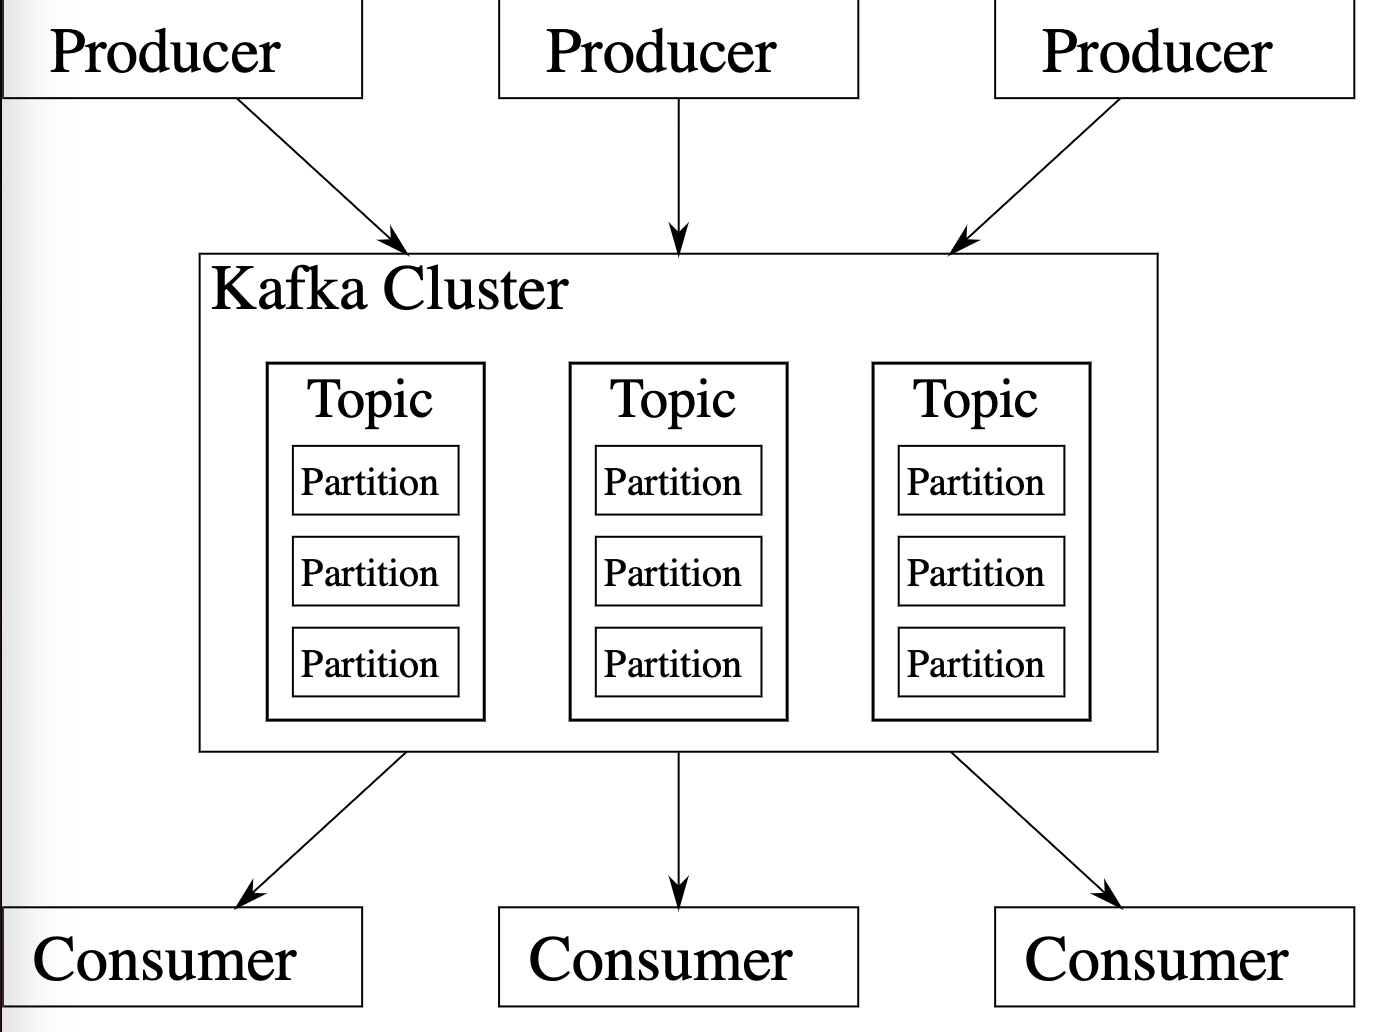 Producer Producer Producer
Kafka Cluster
Topic Topic Topic
Partition Partition Partition
Partition Partition Partition
Partition Partition Partition
Consumer Consumer Consumer